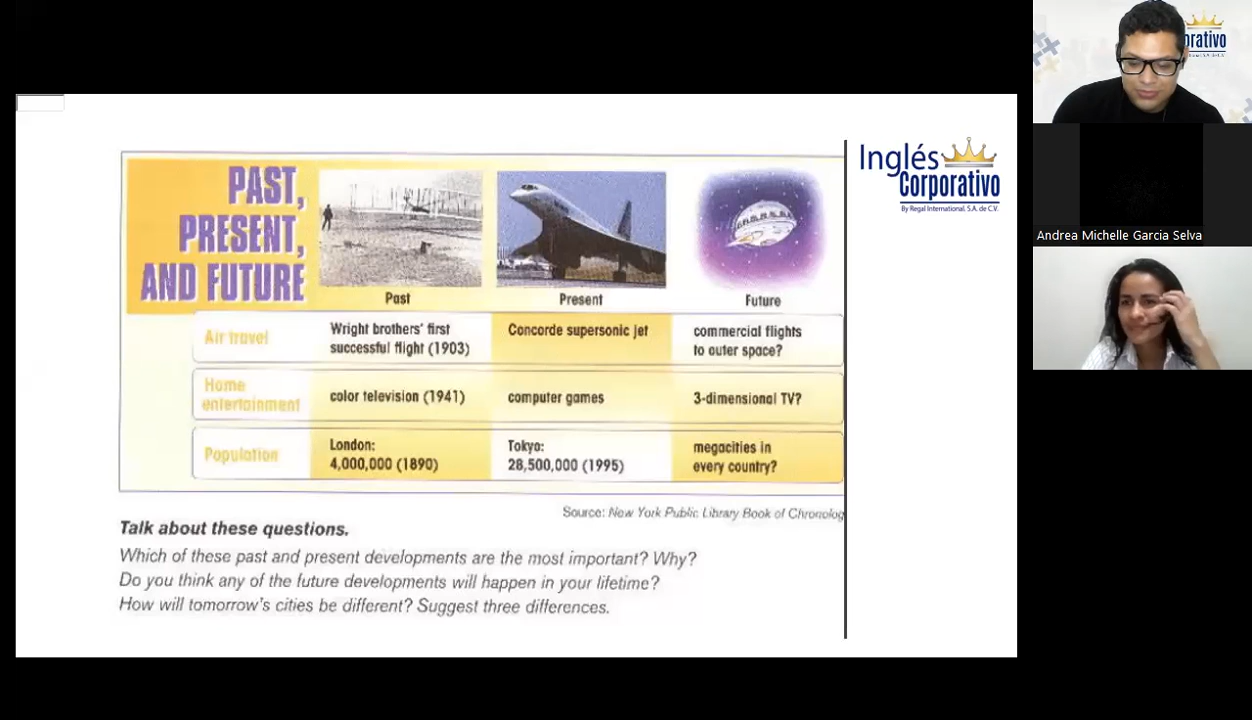 PAST,
PRESENT,
AND FUTURE
Past
Present
Future
Air travel
Wright brothers' first
successful flight (1903)
Concorde supersonic jet
commercial flights
to outer space?
Home
entertainment
color television (1941)
computer games
3-dimensional TV?
Population
London:
4,000,000 (1890)
Tokyo:
28,500,000 (1995)
megacities in
every country?
Source: New York Public Library Book of Chronolog
Talk about these questions.
Which of these past and present developments are the most important? Why?
Do you think any of the future developments will happen in your lifetime?
How will tomorrow's cities be different? Suggest three differences.
Inglés
Corporativo
By Regal International, S.A. de C.V.
orativo
Andrea Michelle Garcia Selva